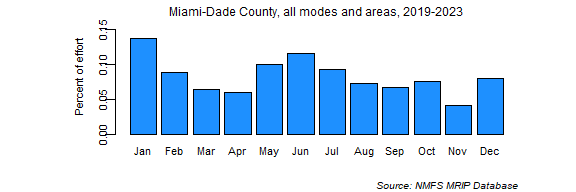 Miami-Dade County, all modes and areas, 2019-2023
Percent of effort
0.15
0.10
0.05
0.00
Jan Feb Mar Apr May Jun Jul Aug Sep Oct Nov Dec
Source: NMFS MRIP Database